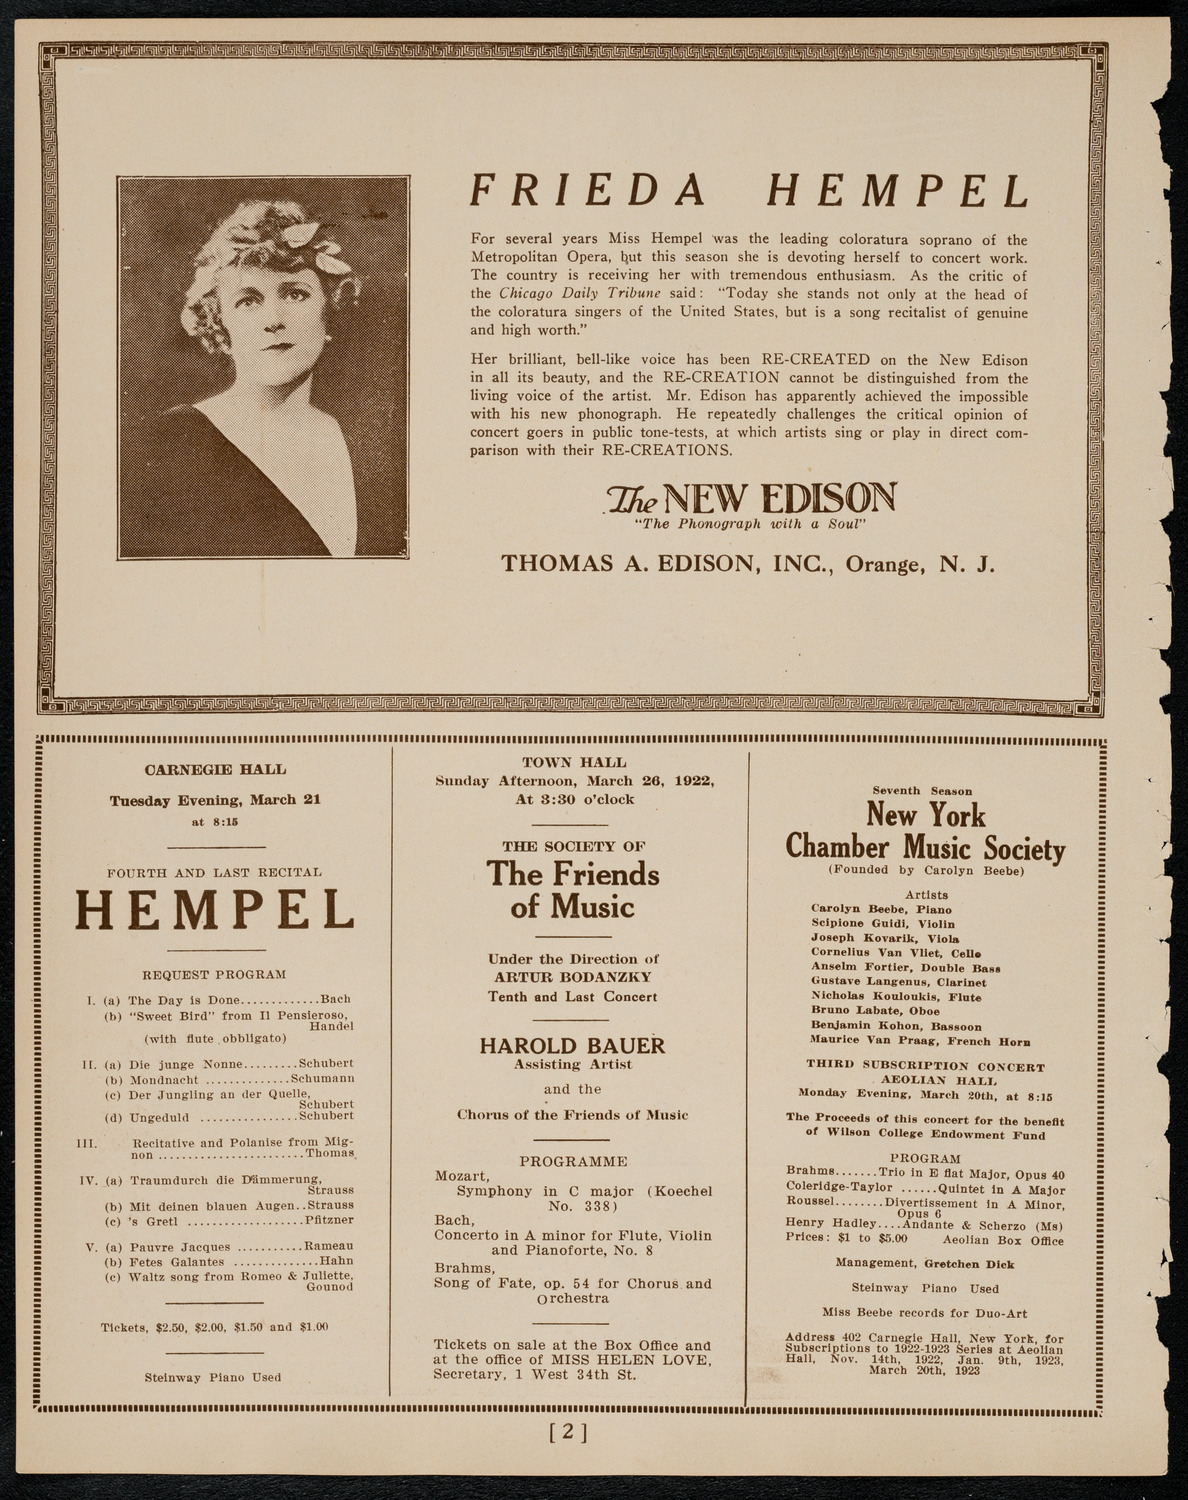 FRIEDA HEMPEL
For several years Miss Hempel was the leading coloratura soprano of the
Metropolitan Opera, but this season she is devoting herself to concert work.
The country is receiving her with tremendous enthusiasm. As the critic of
the Chicago Daily Tribune said: “Today she stands not only at the head of
the coloratura singers of the United States, but is a song recitalist of genuine
and high worth.”
Her brilliant, bell-like voice has been RE-CREATED on the New Edison
in all its beauty, and the RE-CREATION cannot be distinguished from the
living voice of the artist. Mr. Edison has apparently achieved the impossible
with his new phonograph. He repeatedly challenges the critical opinion of
concert goers in public tone-tests, at which artists sing or play in direct com-
parison with their RE-CREATIONS.
The NEW EDISON
“The Phonograph with a Soul”
THOMAS A. EDISON, INC., Orange, N. J.
CARNEGIE HALL
Tuesday Evening, March 21
at 8:15
FOURTH AND LAST RECITAL
HEMPEL
REQUEST PROGRAM
I. (a) The Day is Done.............Bach
(b) “Sweet Bird” from Il Pensieroso,
Handel
(with flute obbligato)
II. (a) Die junge Nonne.........Schubert
(b) Mondnacht ..............Schumann
(c) Der Jungling an der Quelle,
Schubert
(d) Ungeduld ................Schubert
III. Recitative and Polanise from Mig-
non ........................Thomas
IV. (a) Traumdurch die Dämmerung,
Strauss
(b) Mit deinen blauen Augen..Strauss
(c) 's Gretl ...................Pfitzner
V. (a) Pauvre Jacques ...........Rameau
(b) Fetes Galantes ..............Hahn
(c) Waltz song from Romeo & Juliette,
Gounod
Tickets, $2.50, $2.00, $1.50 and $1.00
Steinway Piano Used
TOWN HALL
Sunday Afternoon, March 26, 1922,
At 3:30 o'clock
THE SOCIETY OF
The Friends
of Music
Under the Direction of
ARTUR BODANZKY
Tenth and Last Concert
HAROLD BAUER
Assisting Artist
and the
Chorus of the Friends of Music
PROGRAMME
Mozart,
Symphony in C major (Koechel
No. 338)
Bach,
Concerto in A minor for Flute, Violin
and Pianoforte, No. 8
Brahms,
Song of Fate, op. 54 for Chorus and
Orchestra
Tickets on sale at the Box Office and
at the office of MISS HELEN LOVE,
Secretary, 1 West 34th St.
Seventh Season
New York
Chamber Music Society
(Founded by Carolyn Beebe)
Artists
Carolyn Beebe, Piano
Scipione Guidi, Violin
Joseph Kovarik, Viola
Cornelius Van Vliet, Cello
Anselm Fortier, Double Bass
Gustave Langenus, Clarinet
Nicholas Kouloukis, Flute
Bruno Labate, Oboe
Benjamin Kohon, Bassoon
Maurice Van Praag, French Horn
THIRD SUBSCRIPTION CONCERT
AEOLIAN HALL
Monday Evening, March 20th, at 8:15
The Proceeds of this concert for the benefit
of Wilson College Endowment Fund
PROGRAM
Brahms.......Trio in E flat Major, Opus 40
Coleridge-Taylor ......Quintet in A Major
Roussel........Divertissement in A Minor,
Opus 6
Henry Hadley....Andante & Scherzo (Ms)
Prices: $1 to $5.00 Aeolian Box Office
Management, Gretchen Dick
Steinway Piano Used
Miss Beebe records for Duo-Art
Address 402 Carnegie Hall, New York, for
Subscriptions to 1922-1923 Series at Aeolian
Hall, Nov. 14th, 1922, Jan. 9th, 1923,
March 20th, 1923
[ 2 ]